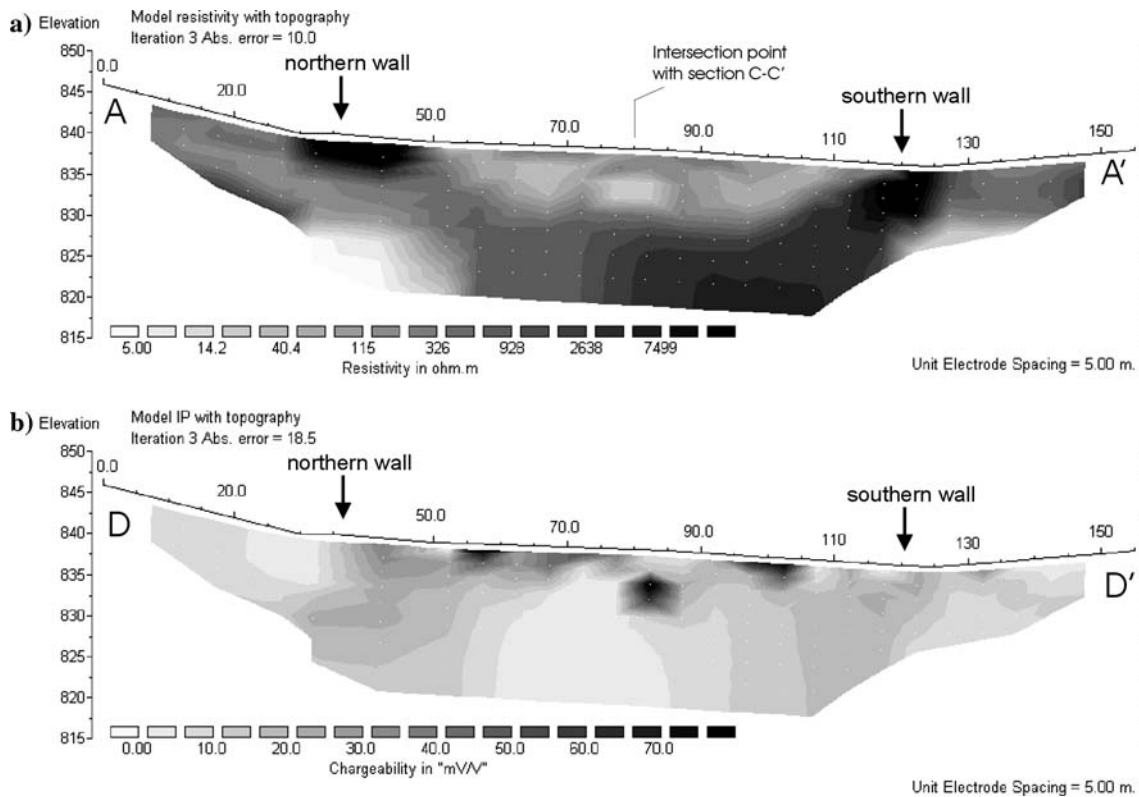 a)
Elevation
Model resistivity with topography
Iteration 3 Abs. error = 10.0
northern wall
Intersection point
with section C-C'
southern wall
850
845
840
835
830
825
820
815
0.0
20.0
50.0
70.0
90.0
110
130
150
A
A'
5.00 14.2 40.4 115 326 928 2638 7499
Resistivity in ohm.m
Unit Electrode Spacing = 5.00 m.
b)
Elevation
Model IP with topography
Iteration 3 Abs. error = 18.5
northern wall
southern wall
850
845
840
835
830
825
820
815
0.0
20.0
50.0
70.0
90.0
110
130
150
D
D'
0.00 10.0 20.0 30.0 40.0 50.0 60.0 70.0
Chargeability in "mV/V"
Unit Electrode Spacing = 5.00 m.